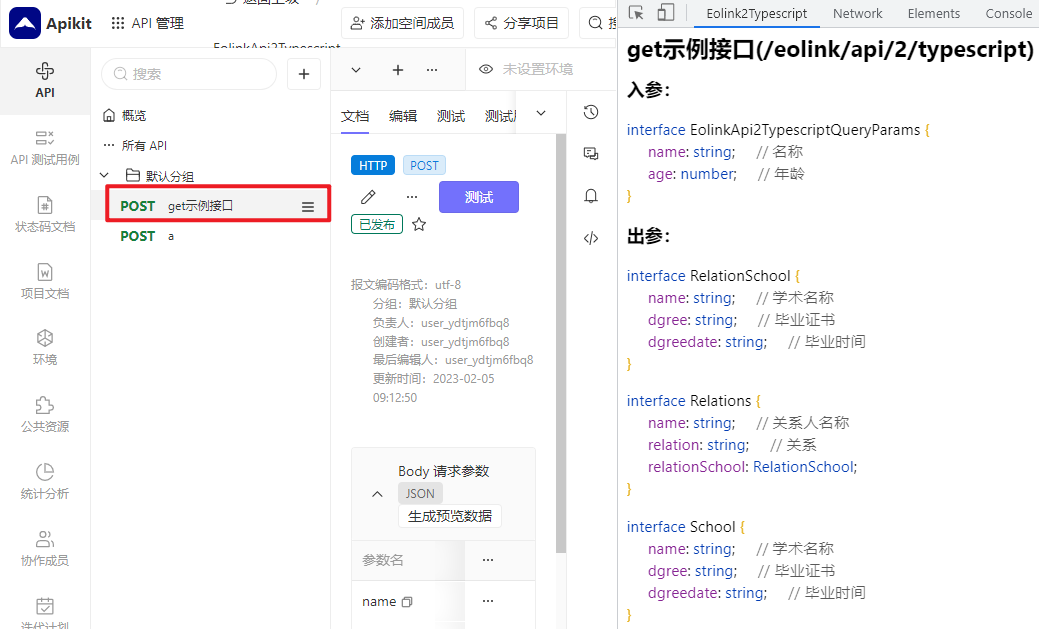 Apikit
API 管理
返回上级
EolinkApi2Typescript
添加空间成员
分享项目
搜
API
API 测试用例
状态码文档
项目文档
环境
公共资源
统计分析
协作成员
迭代计划
搜索
概览
所有 API
默认分组
POST get示例接口
POST a
未设置环境
文档 编辑 测试 测试
HTTP POST
测试
已发布
报文编码格式：utf-8
分组：默认分组
负责人：user_ydtjm6fbq8
创建者：user_ydtjm6fbq8
最后编辑人：user_ydtjm6fbq8
更新时间：2023-02-05
09:12:50
Body 请求参数
JSON
生成预览数据
参数名
name
Eolink2Typescript Network Elements Console
get示例接口(/eolink/api/2/typescript)
入参：
interface EolinkApi2TypescriptQueryParams {
name: string; // 名称
age: number; // 年龄
}
出参：
interface RelationSchool {
name: string; // 学术名称
dgree: string; // 毕业证书
dgreedate: string; // 毕业时间
}
interface Relations {
name: string; // 关系人名称
relation: string; // 关系
relationSchool: RelationSchool;
}
interface School {
name: string; // 学术名称
dgree: string; // 毕业证书
dgreedate: string; // 毕业时间
}